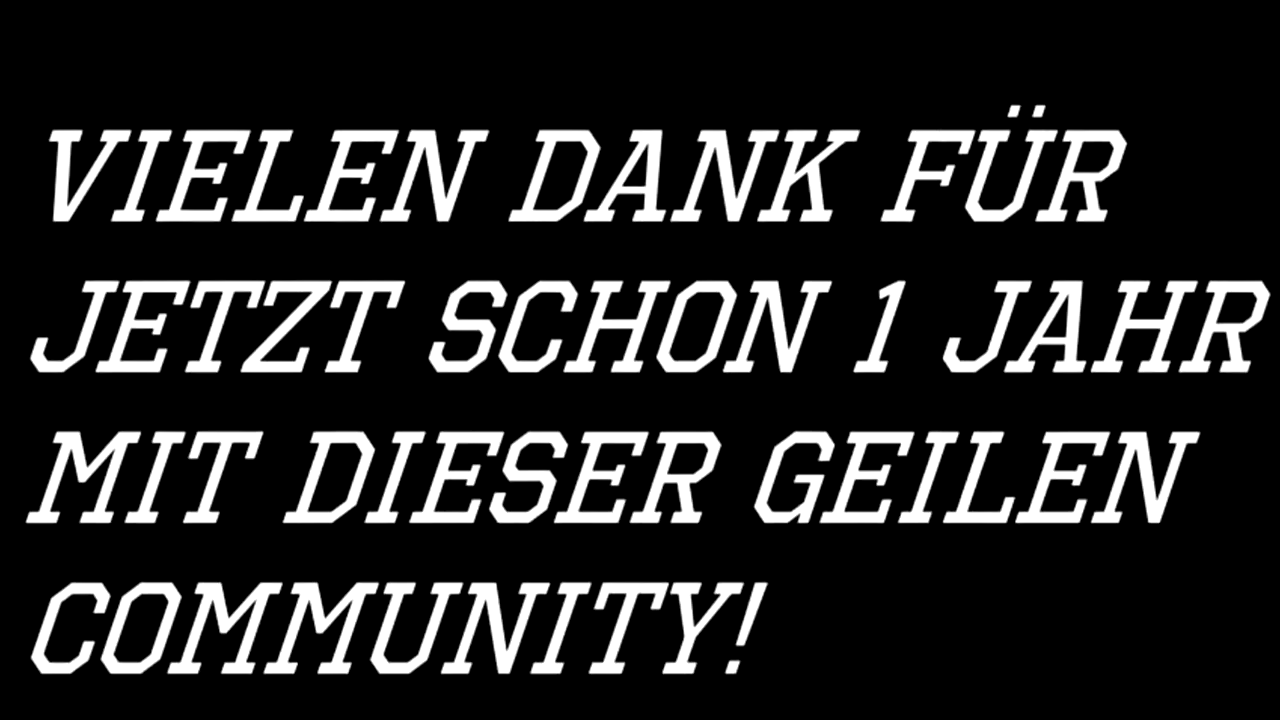 VIELEN DANK FÜR
JETZT SCHON 1 JAHR
MIT DIESER GEILEN
COMMUNITY!